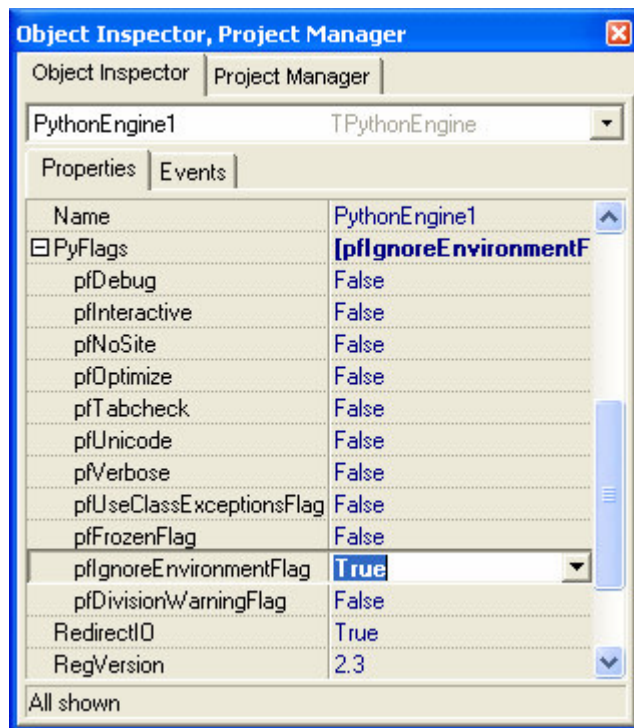 Object Inspector, Project Manager
Object Inspector Project Manager
PythonEngine1 TPythonEngine
Properties Events
Name PythonEngine1
PyFlags [pfIgnoreEnvironmentF
pfDebug False
pfInteractive False
pfNoSite False
pfOptimize False
pfTabcheck False
pfUnicode False
pfVerbose False
pfUseClassExceptionsFlag False
pfFrozenFlag False
pfIgnoreEnvironmentFlag True
pfDivisionWarningFlag False
RedirectIO True
RegVersion 2.3
All shown